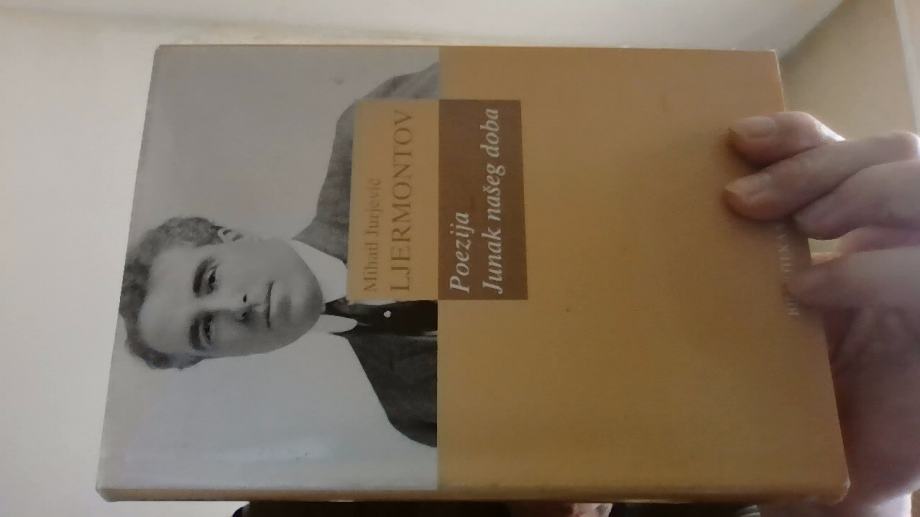 Mihail Jurjevič
LJERMONTOV
Poezija
Junak našeg doba